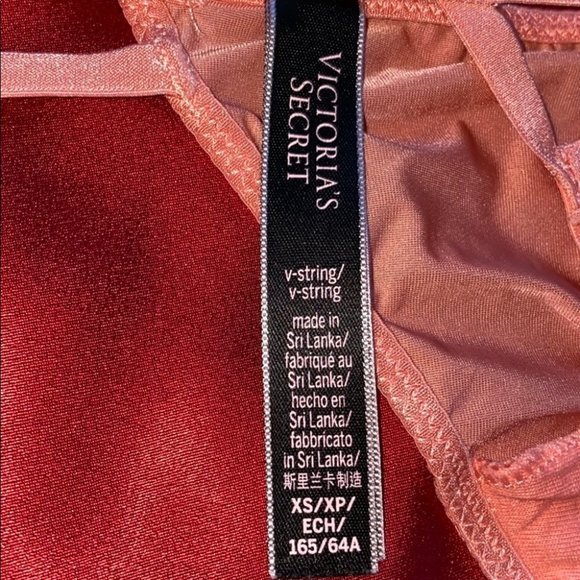 VICTORIA'S
SECRET
v-string/
v-string
made in
Sri Lanka/
fabriqué au
Sri Lanka/
hecho en
Sri Lanka/
fabbricato
in Sri Lanka/
斯里兰卡制造
XS/XP/
ECH/
165/64A